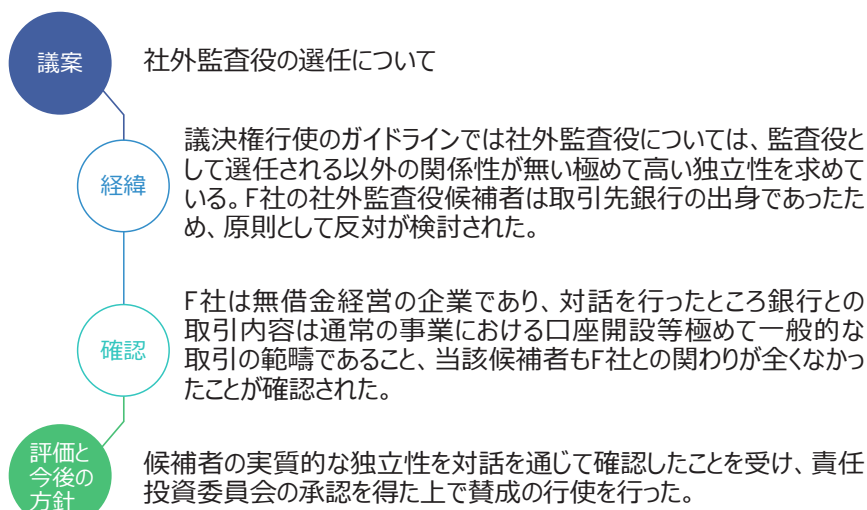 議案
社外監査役の選任について
経緯
議決権行使のガイドラインでは社外監査役については、監査役と
して選任される以外の関係性が無い極めて高い独立性を求めて
いる。F社の社外監査役候補者は取引先銀行の出身であったた
め、原則として反対が検討された。
確認
F社は無借金経営の企業であり、対話を行ったところ銀行との
取引内容は通常の事業における口座開設等極めて一般的な
取引の範疇であること、当該候補者もF社との関わりが全くなかっ
たことが確認された。
評価と
今後の
方針
候補者の実質的な独立性を対話を通じて確認したことを受け、責任
投資委員会の承認を得た上で賛成の行使を行った。